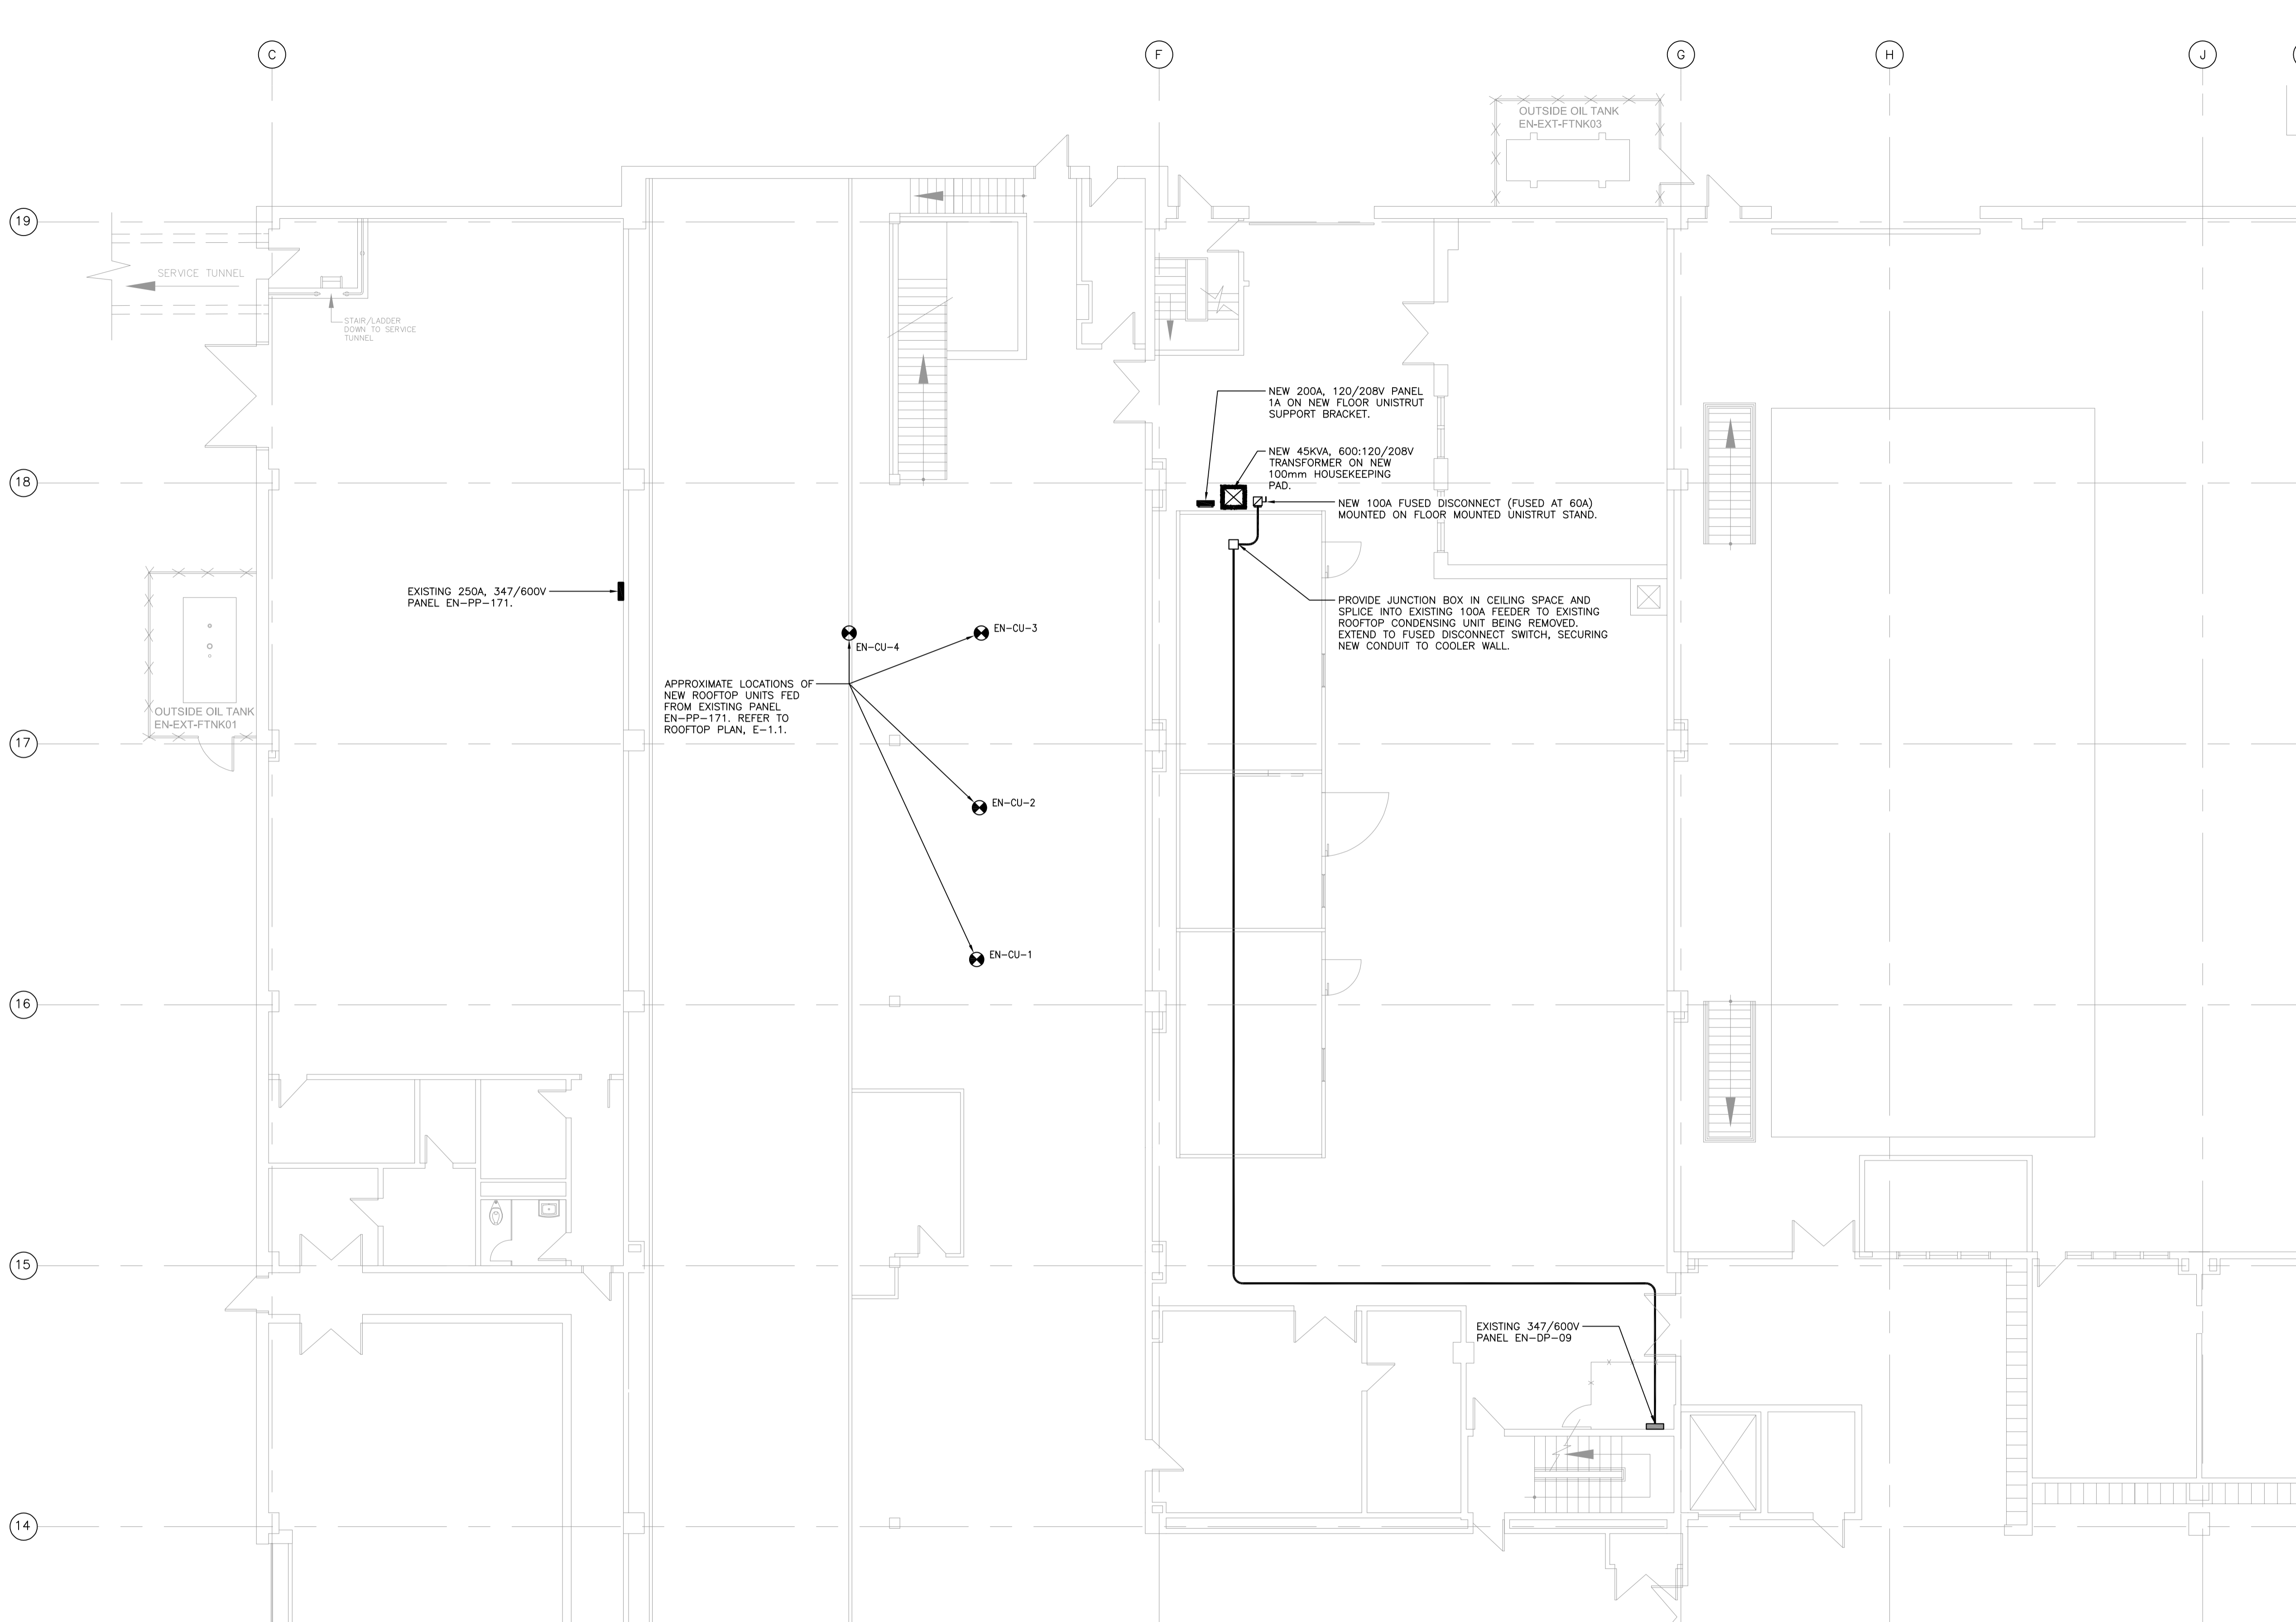 C
F
G
H
J
OUTSIDE OIL TANK
EN-EXT-FTNK03
19
SERVICE TUNNEL
STAIR/LADDER
DOWN TO SERVICE
TUNNEL
NEW 200A, 120/208V PANEL
1A ON NEW FLOOR UNISTRUT
SUPPORT BRACKET.
NEW 45KVA, 600:120/208V
TRANSFORMER ON NEW
100mm HOUSEKEEPING
PAD.
18
NEW 100A FUSED DISCONNECT (FUSED AT 60A)
MOUNTED ON FLOOR MOUNTED UNISTRUT STAND.
EXISTING 250A, 347/600V
PANEL EN-PP-171.
PROVIDE JUNCTION BOX IN CEILING SPACE AND
SPLICE INTO EXISTING 100A FEEDER TO EXISTING
ROOFTOP CONDENSING UNIT BEING REMOVED.
EXTEND TO FUSED DISCONNECT SWITCH, SECURING
NEW CONDUIT TO COOLER WALL.
EN-CU-3
EN-CU-4
APPROXIMATE LOCATIONS OF
NEW ROOFTOP UNITS FED
FROM EXISTING PANEL
EN-PP-171. REFER TO
ROOFTOP PLAN, E-1.1.
OUTSIDE OIL TANK
EN-EXT-FTNK01
17
EN-CU-2
EN-CU-1
16
15
EXISTING 347/600V
PANEL EN-DP-09
14